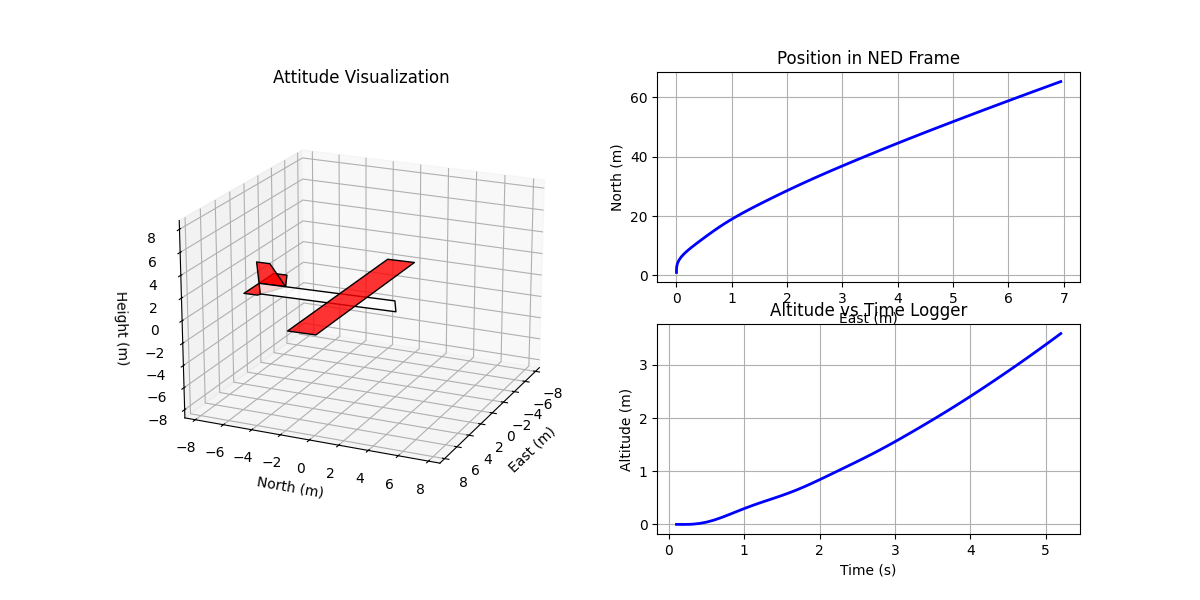 Attitude Visualization
8
6
4
2
0
−2
−4
−6
−8
Height (m)
−8 −6 −4 −2 0 2 4 6 8
North (m)
−8
−6
−4
−2
0
2
4
6
8
East (m)
Position in NED Frame
60
40
20
0
North (m)
0 1 2 3 4 5 6 7
East (m)
Altitude vs Time Logger
3
2
1
0
Altitude (m)
0 1 2 3 4 5
Time (s)